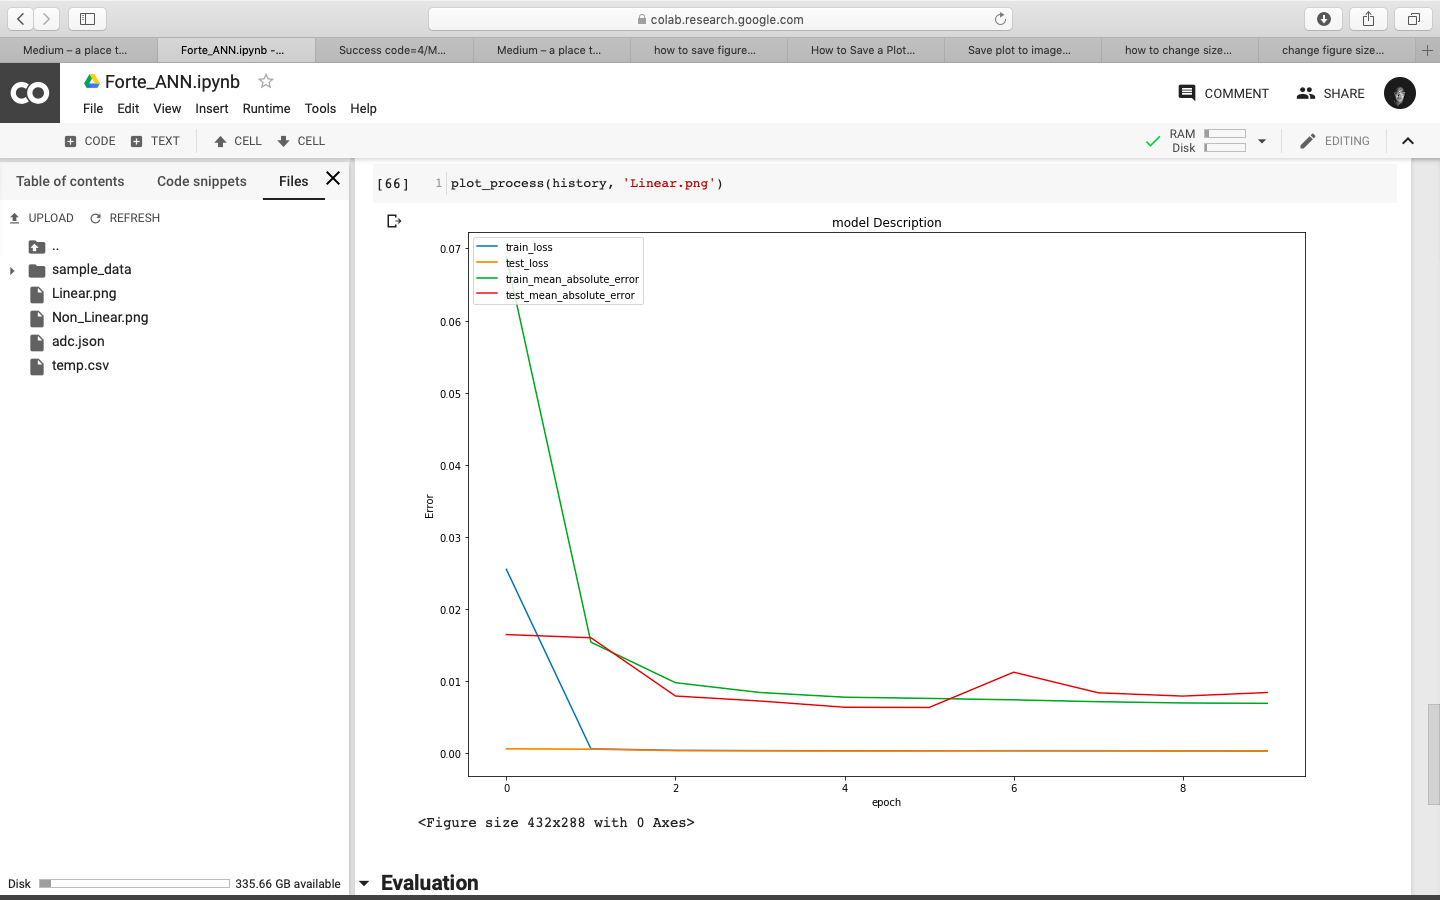 colab.research.google.com
Medium – a place t...
Forte_ANN.ipynb -...
Success code=4/M...
Medium – a place t...
how to save figure...
How to Save a Plot...
Save plot to image...
how to change size...
change figure size...
CO
Forte_ANN.ipynb
File Edit View Insert Runtime Tools Help
COMMENT
SHARE
CODE TEXT CELL CELL
RAM
Disk
EDITING
Table of contents Code snippets Files
UPLOAD REFRESH
..
sample_data
Linear.png
Non_Linear.png
adc.json
temp.csv
Disk 335.66 GB available
[66] 1 plot_process(history, 'Linear.png')
model Description
train_loss
test_loss
train_mean_absolute_error
test_mean_absolute_error
0.07
0.06
0.05
0.04
0.03
0.02
0.01
0.00
Error
0 2 4 6 8
epoch
<Figure size 432x288 with 0 Axes>
Evaluation